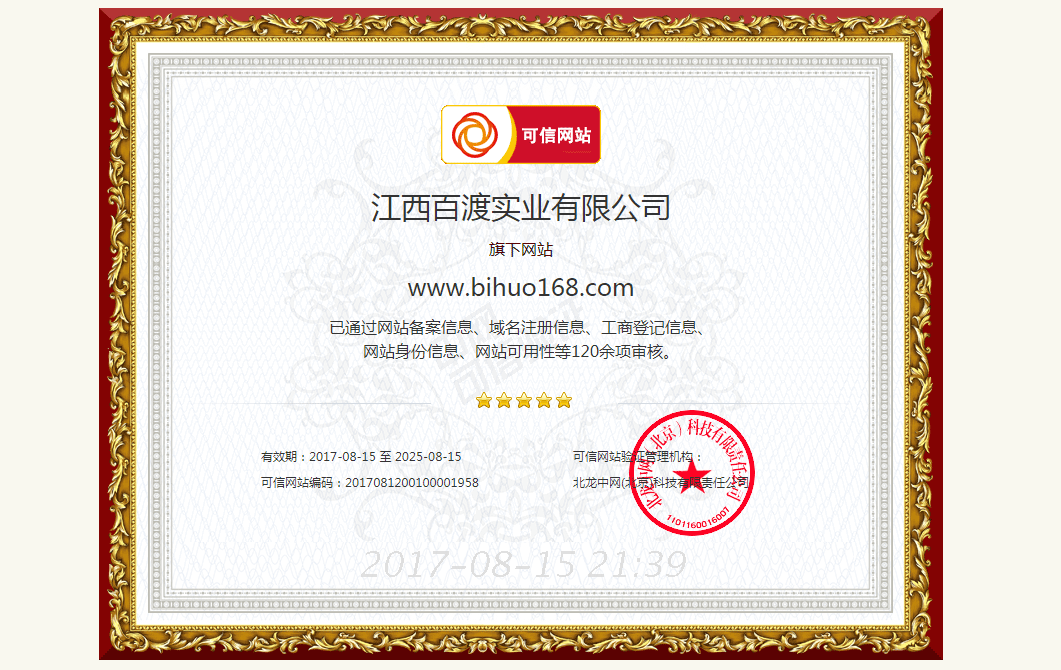 可信网站
江西百渡实业有限公司
旗下网站
www.bihuo168.com
已通过网站备案信息、域名注册信息、工商登记信息、
网站身份信息、网站可用性等120余项审核。
有效期：2017-08-15 至 2025-08-15
可信网站验证管理机构：
可信网站编码：2017081200100001958
北龙中网(北京)科技有限责任公司
北龙中网（北京）科技有限责任公司
1101160016007
2017-08-15 21:39